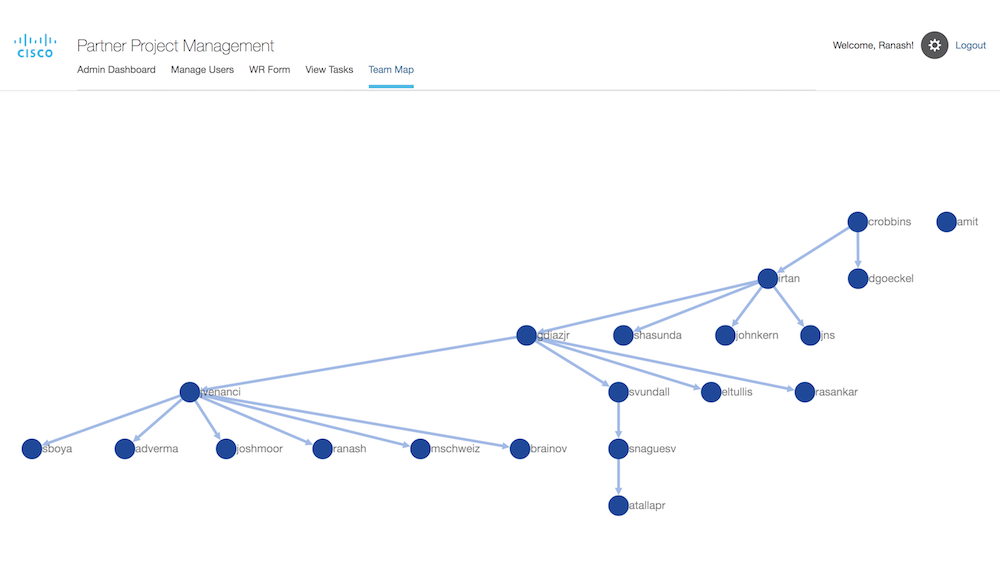 CISCO
Partner Project Management
Welcome, Ranash! Logout
Admin Dashboard Manage Users WR Form View Tasks Team Map
crobbins amit
irtan dgoeckel
gdiazjr shasunda johnkern jns
svundall eltullis rasankar
sboya adverma joshmoor ranash mschweiz brainov snaguesv
atallapr